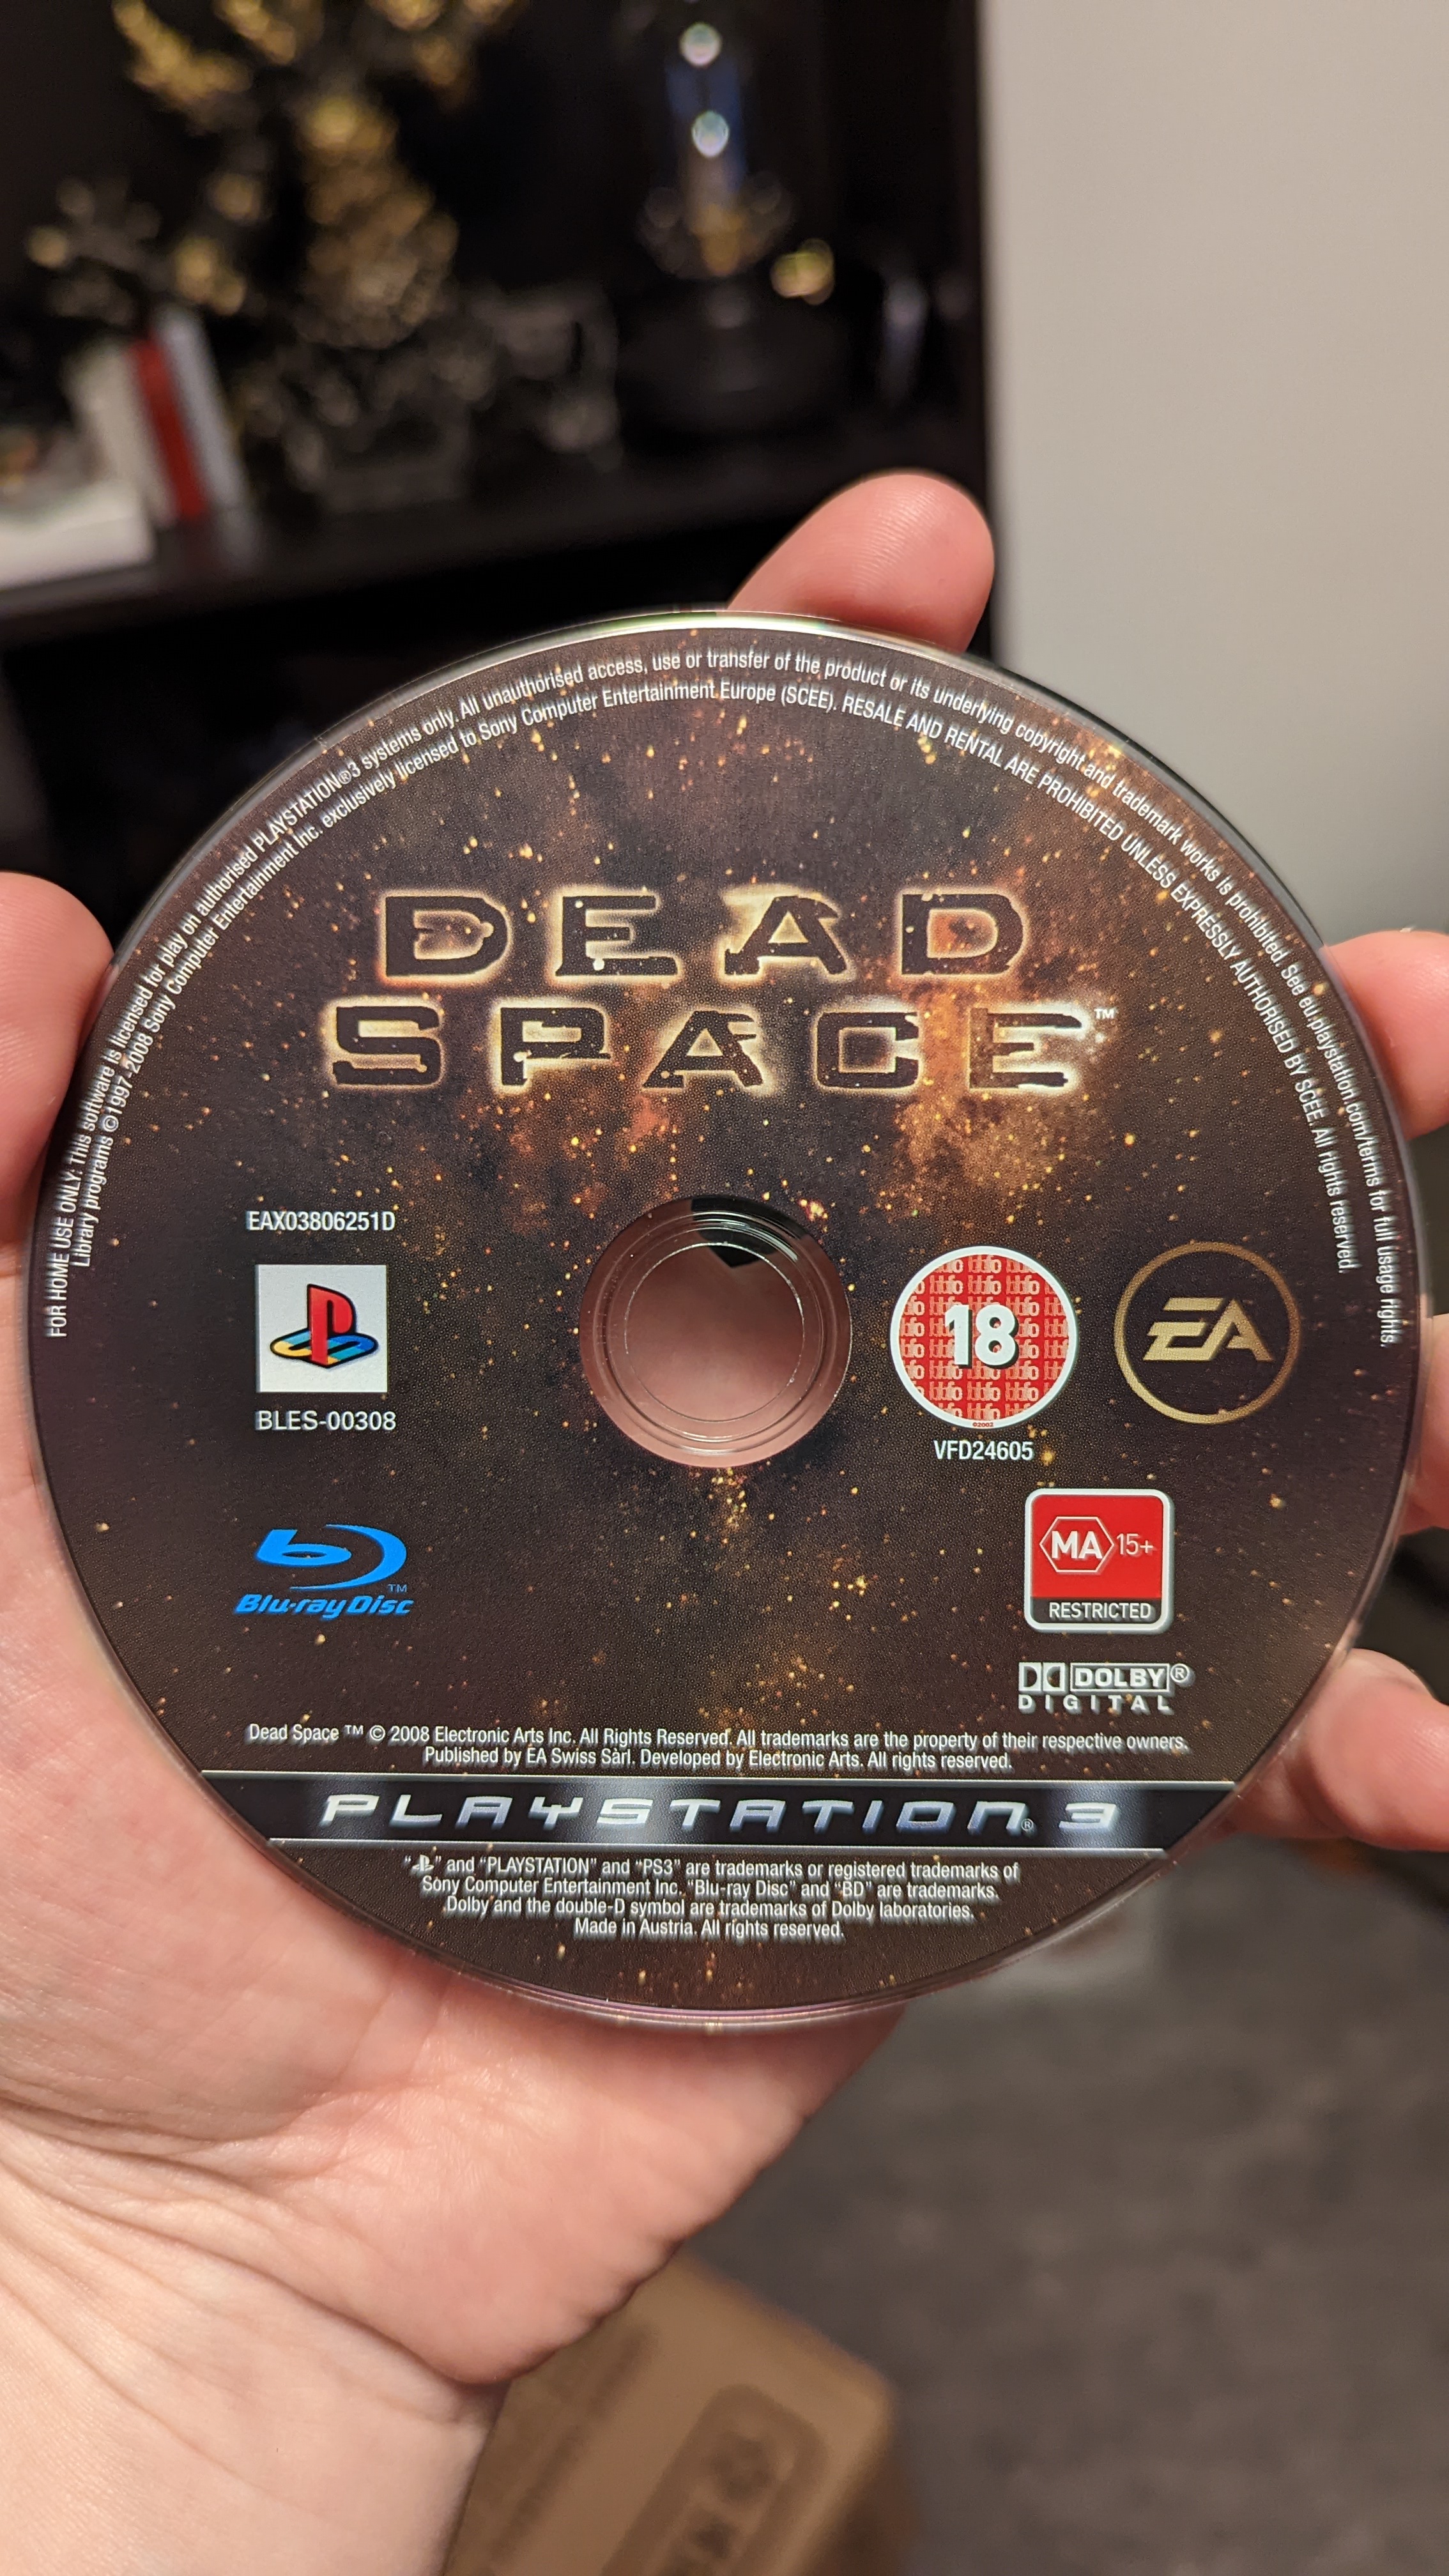 FOR HOME USE ONLY: This software is licensed for play on authorised PLAYSTATION®3 systems only. All unauthorised access, use or transfer of the product or its underlying copyright and trademark works is prohibited. See eu.playstation.com/terms for full usage rights.
Library programs ©1997-2008 Sony Computer Entertainment Inc. exclusively licensed to Sony Computer Entertainment Europe (SCEE). RESALE AND RENTAL ARE PROHIBITED UNLESS EXPRESSLY AUTHORISED BY SCEE. All rights reserved.
DEAD
SPACE™
EAX03806251D
BLES-00308
18
©2002
VFD24605
EA
Blu-ray Disc™
MA 15+
RESTRICTED
DOLBY®
DIGITAL
Dead Space ™ © 2008 Electronic Arts Inc. All Rights Reserved. All trademarks are the property of their respective owners.
Published by EA Swiss Sàrl. Developed by Electronic Arts. All rights reserved.
PLAYSTATION®3
“ ” and “PLAYSTATION” and “PS3” are trademarks or registered trademarks of
Sony Computer Entertainment Inc. “Blu-ray Disc” and “BD” are trademarks.
Dolby and the double-D symbol are trademarks of Dolby laboratories.
Made in Austria. All rights reserved.